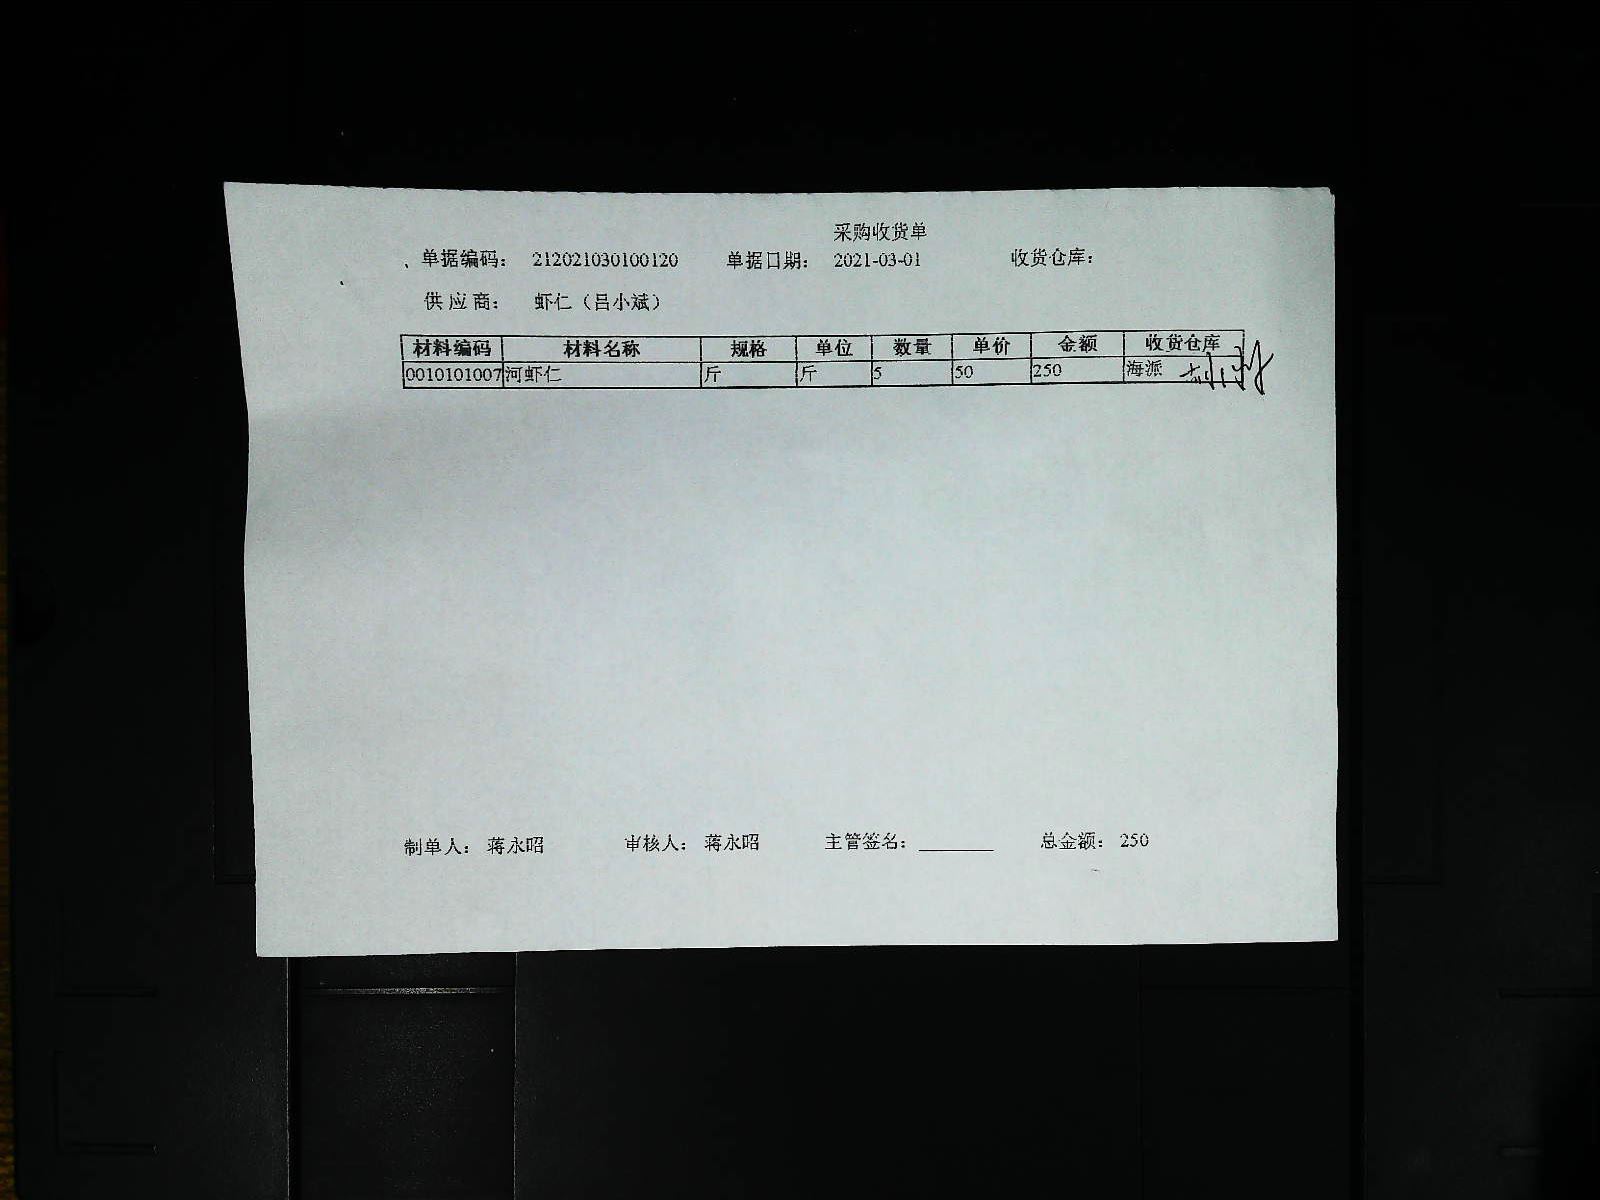 采购收货单
单据编码： 212021030100120 单据日期： 2021-03-01 收货仓库：
供应商： 虾仁（吕小斌）
材料编码 材料名称 规格 单位 数量 单价 金额 收货仓库
0010101007 河虾仁 斤 斤 5 50 250 海派
制单人： 蒋永昭 审核人： 蒋永昭 主管签名：________ 总金额： 250